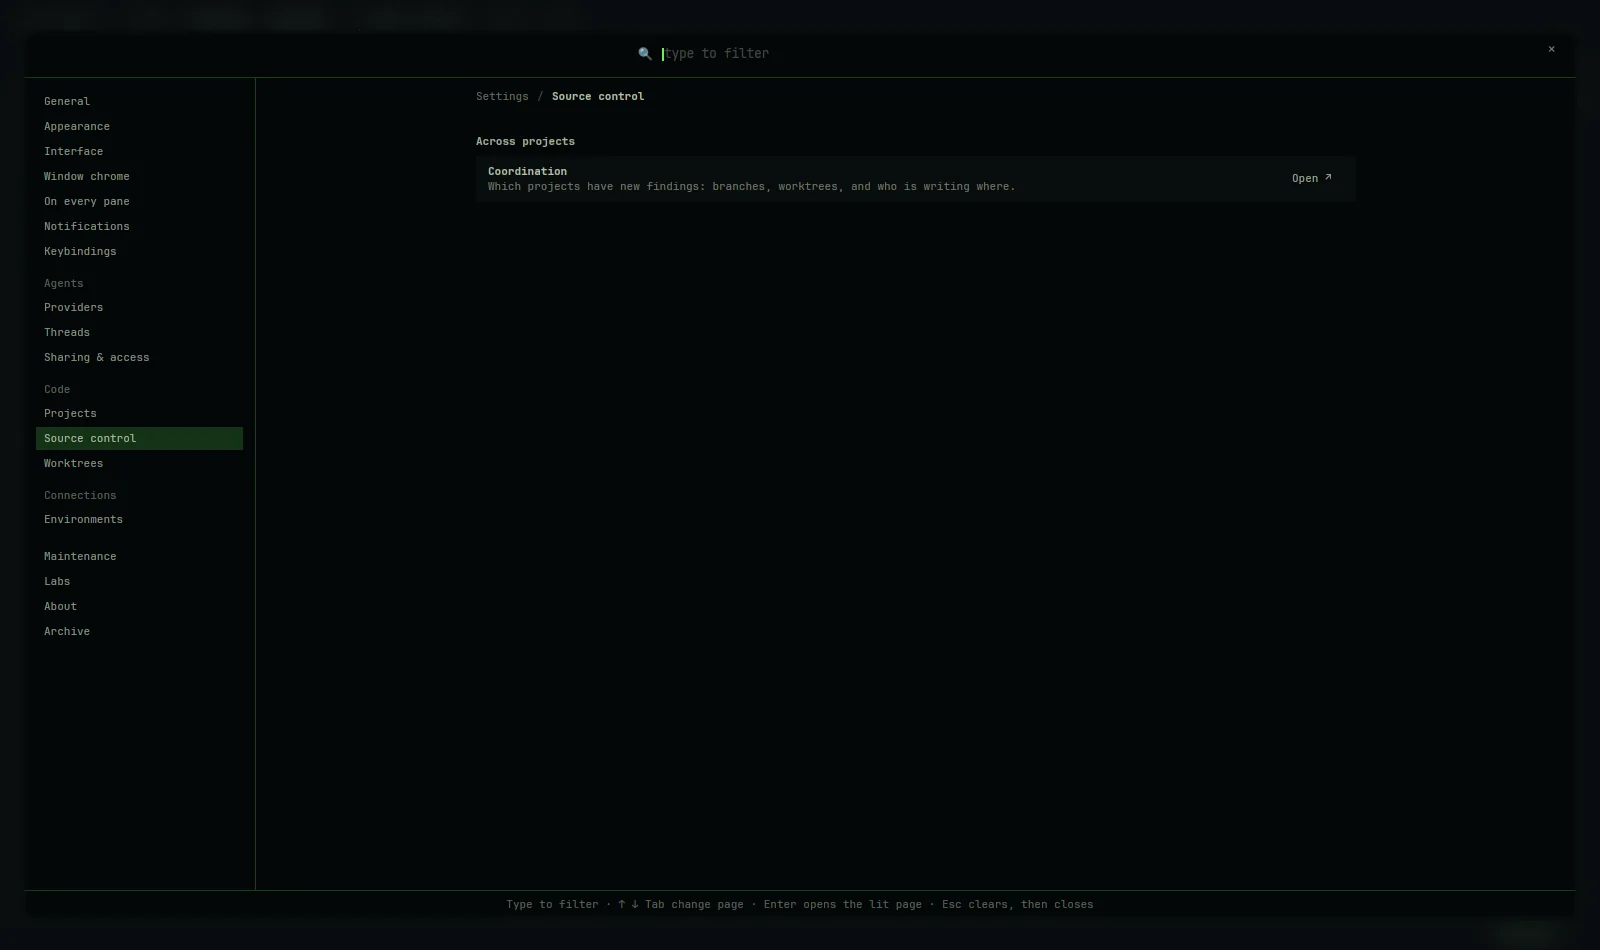 type to filter
×
General
Appearance
Interface
Window chrome
On every pane
Notifications
Keybindings
Agents
Providers
Threads
Sharing & access
Code
Projects
Source control
Worktrees
Connections
Environments
Maintenance
Labs
About
Archive
Settings / Source control
Across projects
Coordination
Which projects have new findings: branches, worktrees, and who is writing where.
Open ↗
Type to filter · ↑ ↓ Tab change page · Enter opens the lit page · Esc clears, then closes